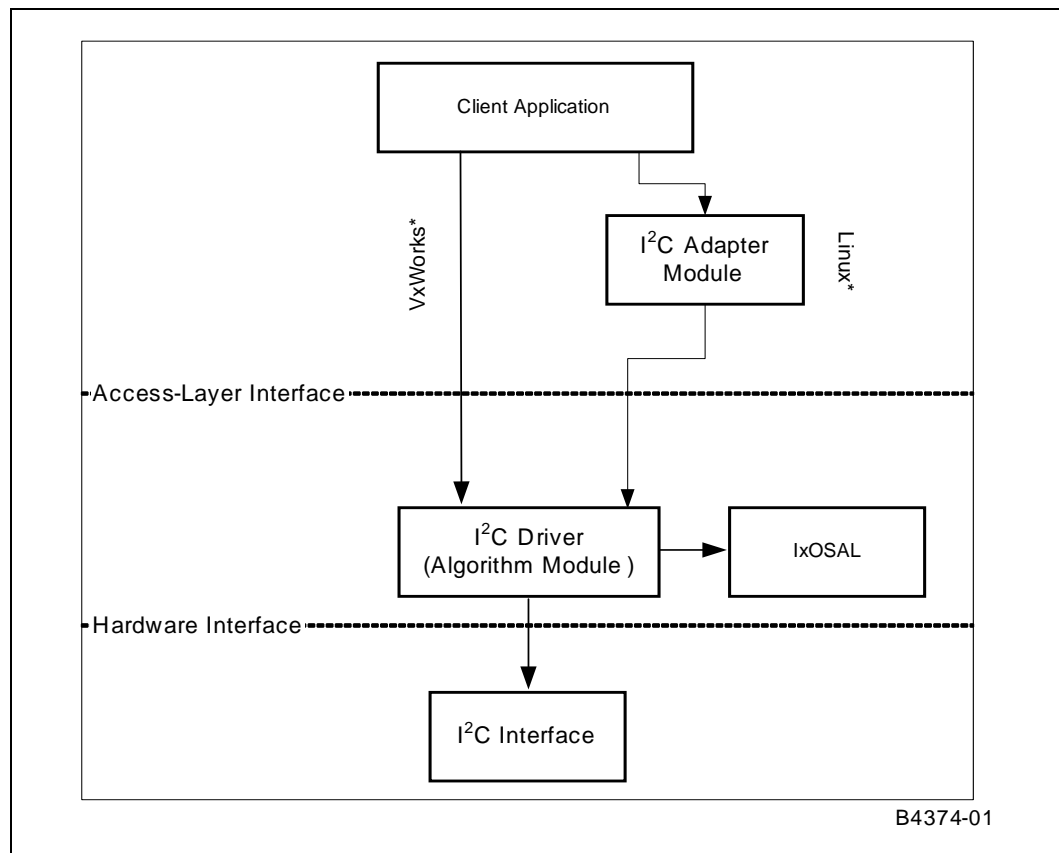 Client Application
VxWorks*
I²C Adapter
Module
Linux*
Access-Layer Interface
I²C Driver
(Algorithm Module)
IxOSAL
Hardware Interface
I²C Interface
B4374-01